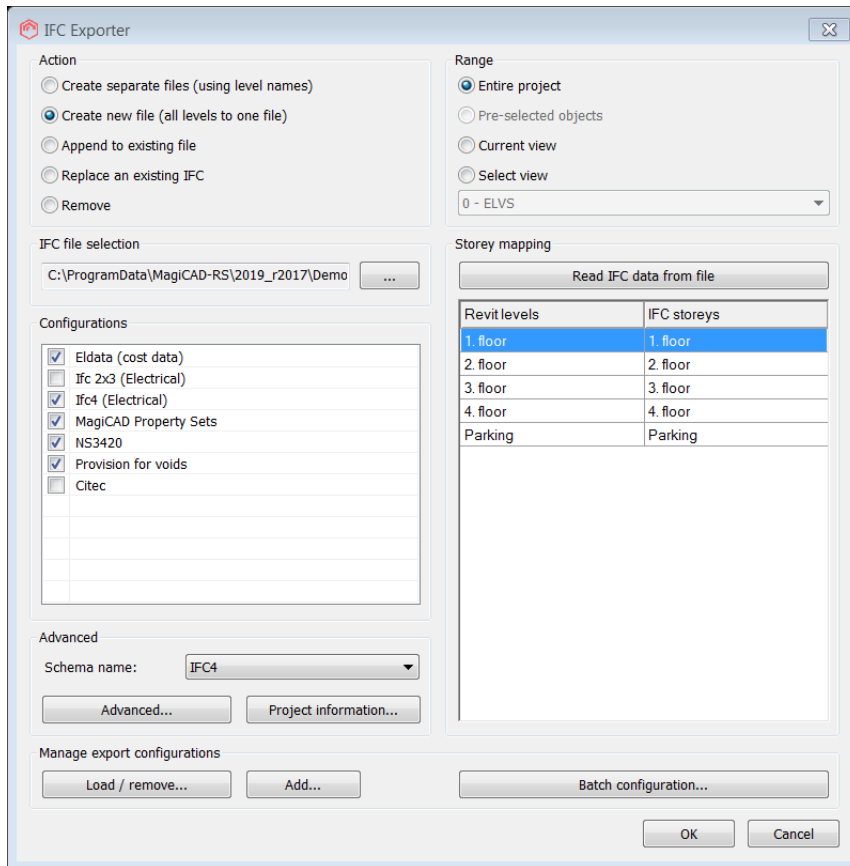 IFC Exporter
Action
Create separate files (using level names)
Create new file (all levels to one file)
Append to existing file
Replace an existing IFC
Remove
Range
Entire project
Pre-selected objects
Current view
Select view
0 - ELVS
IFC file selection
C:\ProgramData\MagiCAD-RS\2019_r2017\Demo
...
Configurations
Eldata (cost data)
Ifc 2x3 (Electrical)
Ifc4 (Electrical)
MagiCAD Property Sets
NS3420
Provision for voids
Citec
Storey mapping
Read IFC data from file
Revit levels IFC storeys
1. floor 1. floor
2. floor 2. floor
3. floor 3. floor
4. floor 4. floor
Parking Parking
Advanced
Schema name: IFC4
Advanced... Project information...
Manage export configurations
Load / remove... Add... Batch configuration...
OK Cancel